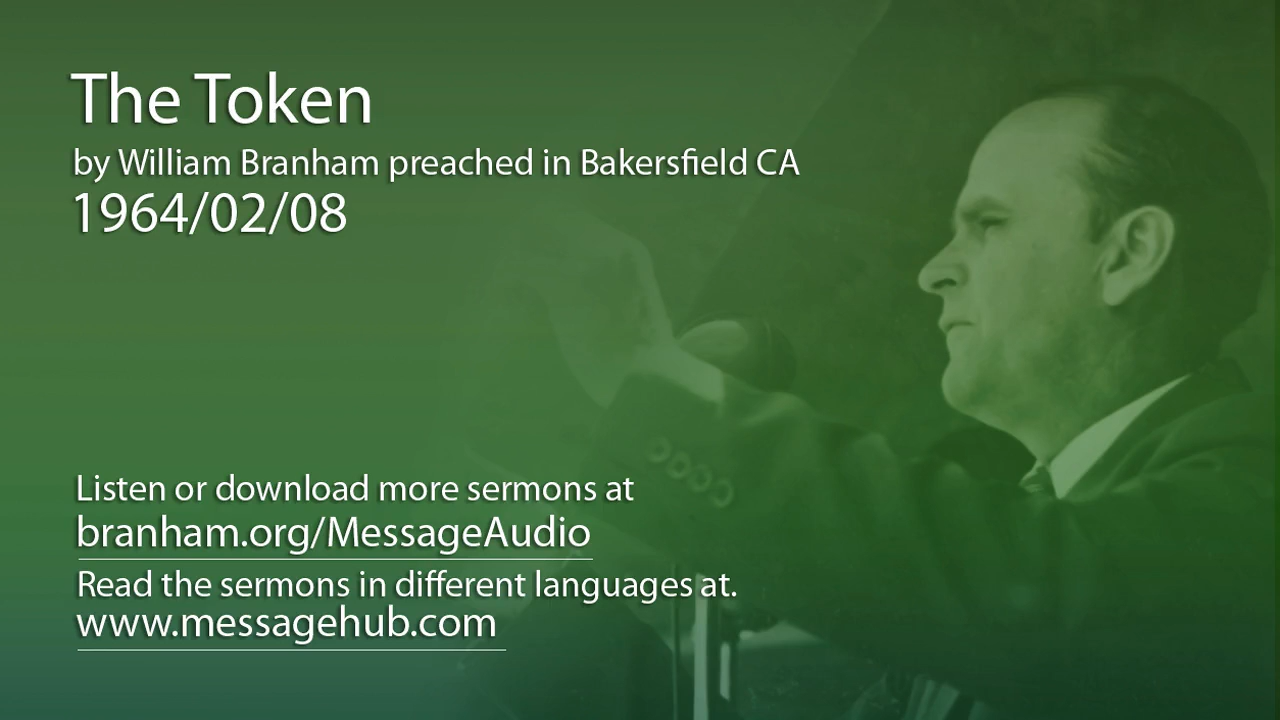 The Token
by William Branham preached in Bakersfield CA
1964/02/08
Listen or download more sermons at
branham.org/MessageAudio
Read the sermons in different languages at.
www.messagehub.com